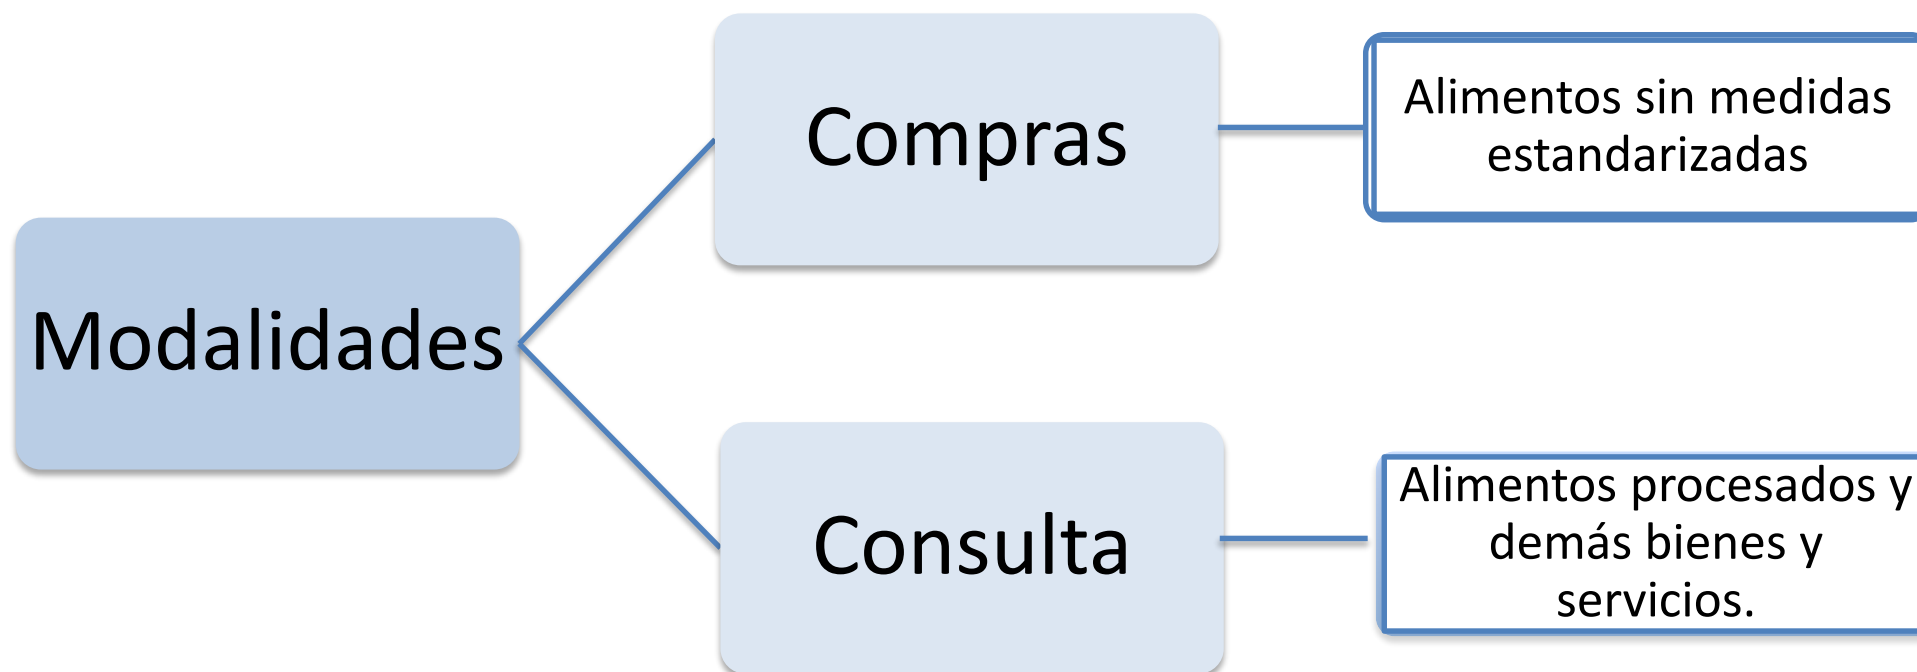 Modalidades
Compras
Alimentos sin medidas
estandarizadas
Consulta
Alimentos procesados y
demás bienes y
servicios.